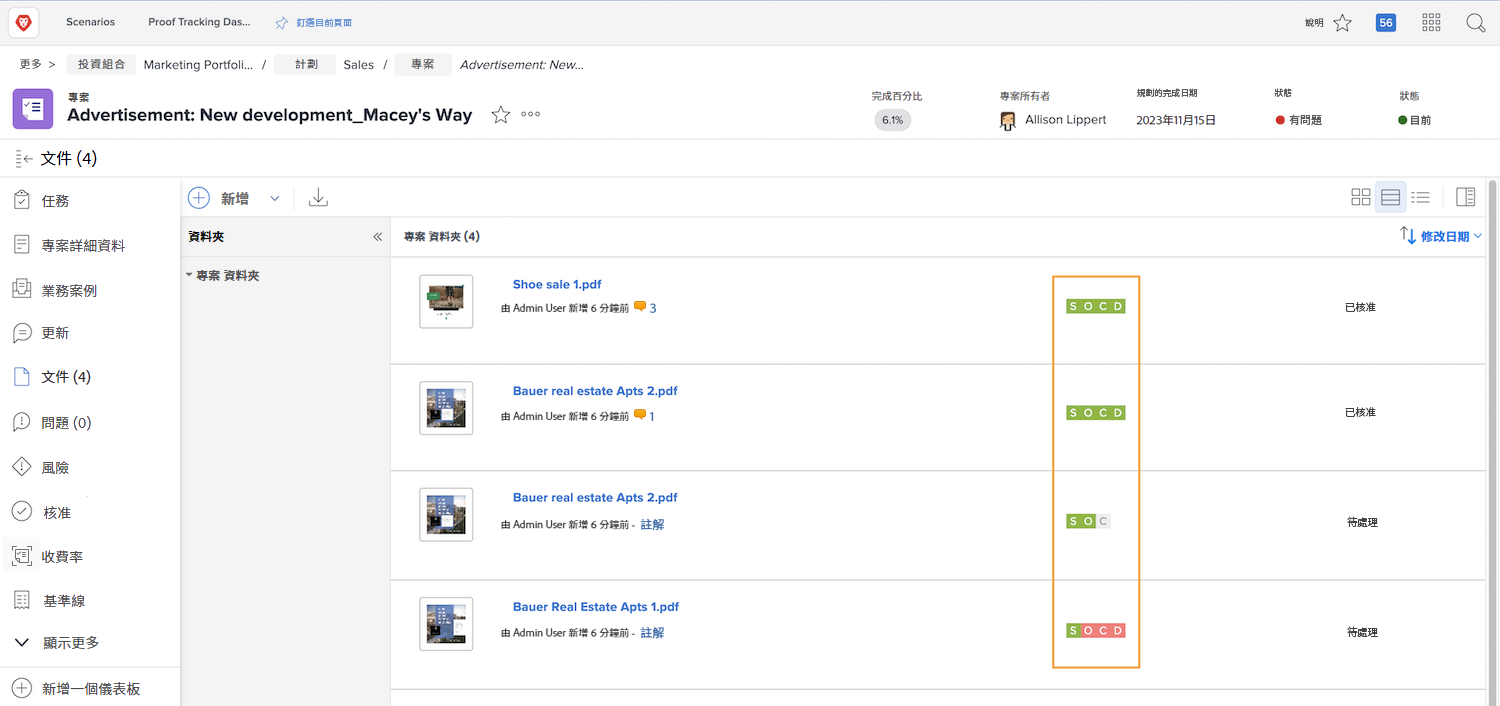 Scenarios
Proof Tracking Das...
釘選目前頁面
說明
56
更多 >
投資組合
Marketing Portfoli... /
計劃
Sales /
專案
Advertisement: New...
專案
Advertisement: New development_Macey's Way
完成百分比
6.1%
專案所有者
Allison Lippert
規劃的完成日期
2023年11月15日
狀態
有問題
狀態
目前
文件 (4)
任務
專案詳細資料
業務案例
更新
文件 (4)
問題 (0)
風險
核准
收費率
基準線
顯示更多
新增一個儀表板
新增
資料夾
專案 資料夾
專案 資料夾 (4)
修改日期
Shoe sale 1.pdf
由 Admin User 新增 6 分鐘前 3
S O C D
已核准
Bauer real estate Apts 2.pdf
由 Admin User 新增 6 分鐘前 1
S O C D
已核准
Bauer real estate Apts 2.pdf
由 Admin User 新增 6 分鐘前 - 註解
S O C
待處理
Bauer Real Estate Apts 1.pdf
由 Admin User 新增 6 分鐘前 - 註解
S O C D
待處理